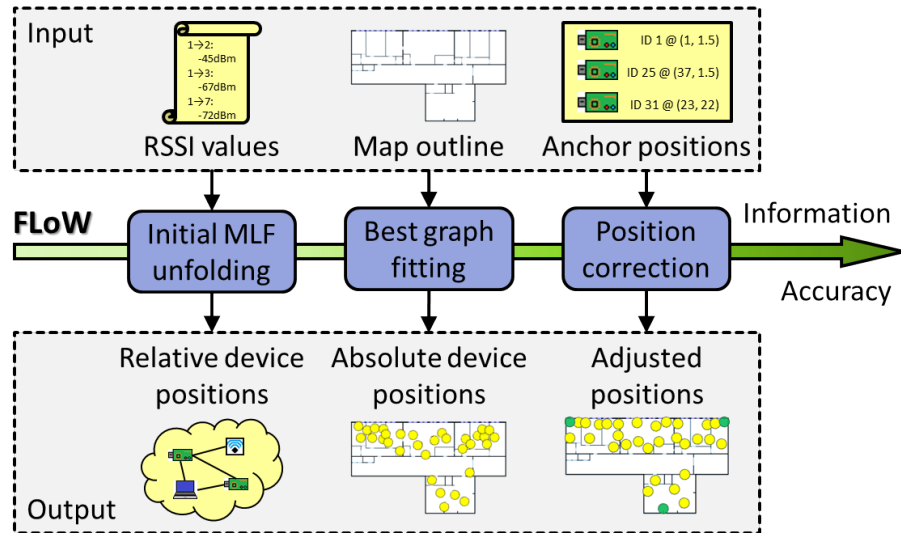 Input
1→2:
-45dBm
1→3:
-67dBm
1→7:
-72dBm
RSSI values
Map outline
ID 1 @ (1, 1.5)
ID 25 @ (37, 1.5)
ID 31 @ (23, 22)
Anchor positions
FLoW
Initial MLF
unfolding
Best graph
fitting
Position
correction
Information
Accuracy
Relative device
positions
Absolute device
positions
Adjusted
positions
Output